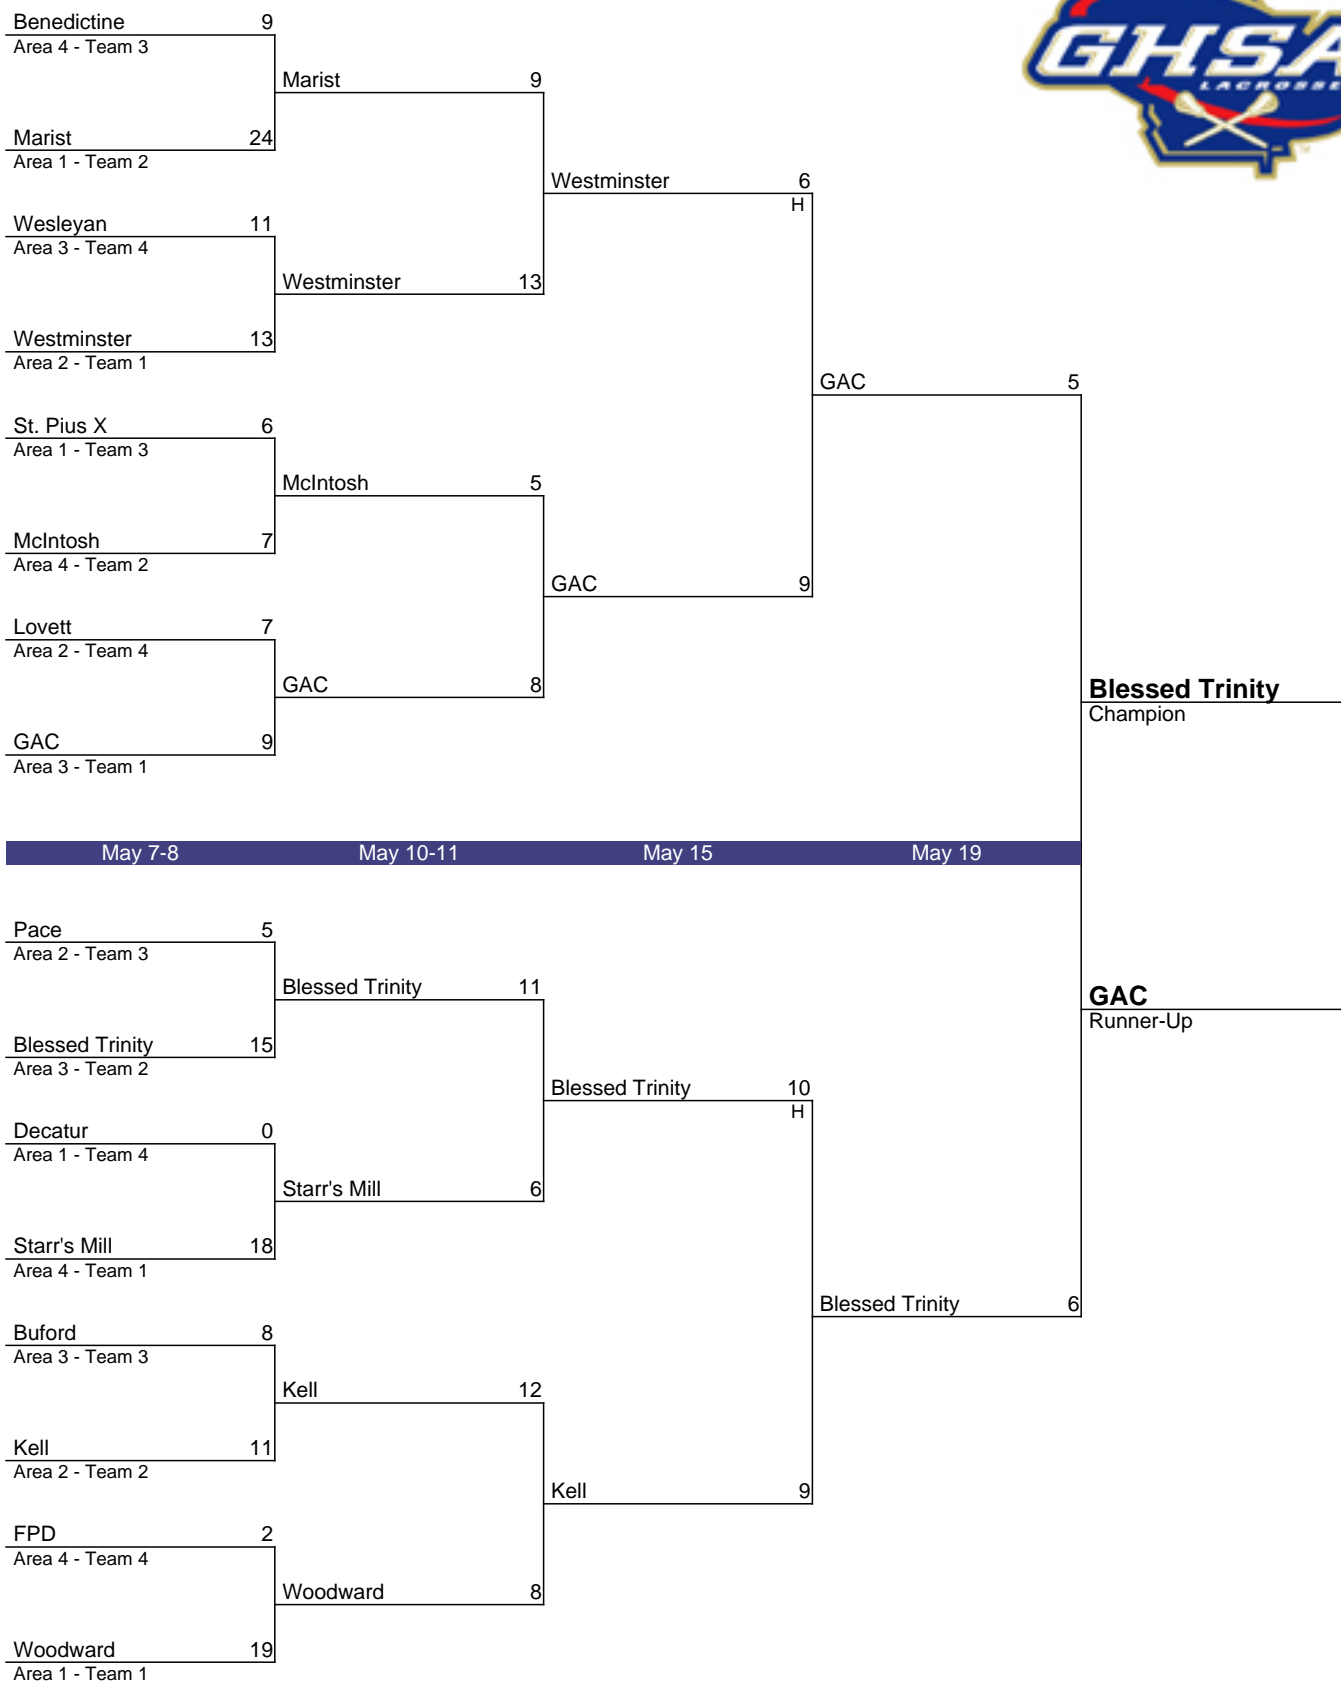 GHSA
LACROSSE
Benedictine 9
Area 4 - Team 3
Marist 9
Marist 24
Area 1 - Team 2
Westminster 6
H
Wesleyan 11
Area 3 - Team 4
Westminster 13
Westminster 13
Area 2 - Team 1
GAC 5
St. Pius X 6
Area 1 - Team 3
McIntosh 5
McIntosh 7
Area 4 - Team 2
GAC 9
Lovett 7
Area 2 - Team 4
GAC 8
Blessed Trinity
Champion
GAC 9
Area 3 - Team 1
May 7-8 May 10-11 May 15 May 19
Pace 5
Area 2 - Team 3
Blessed Trinity 11
GAC
Runner-Up
Blessed Trinity 15
Area 3 - Team 2
Blessed Trinity 10
H
Decatur 0
Area 1 - Team 4
Starr's Mill 6
Starr's Mill 18
Area 4 - Team 1
Blessed Trinity 6
Buford 8
Area 3 - Team 3
Kell 12
Kell 11
Area 2 - Team 2
Kell 9
FPD 2
Area 4 - Team 4
Woodward 8
Woodward 19
Area 1 - Team 1